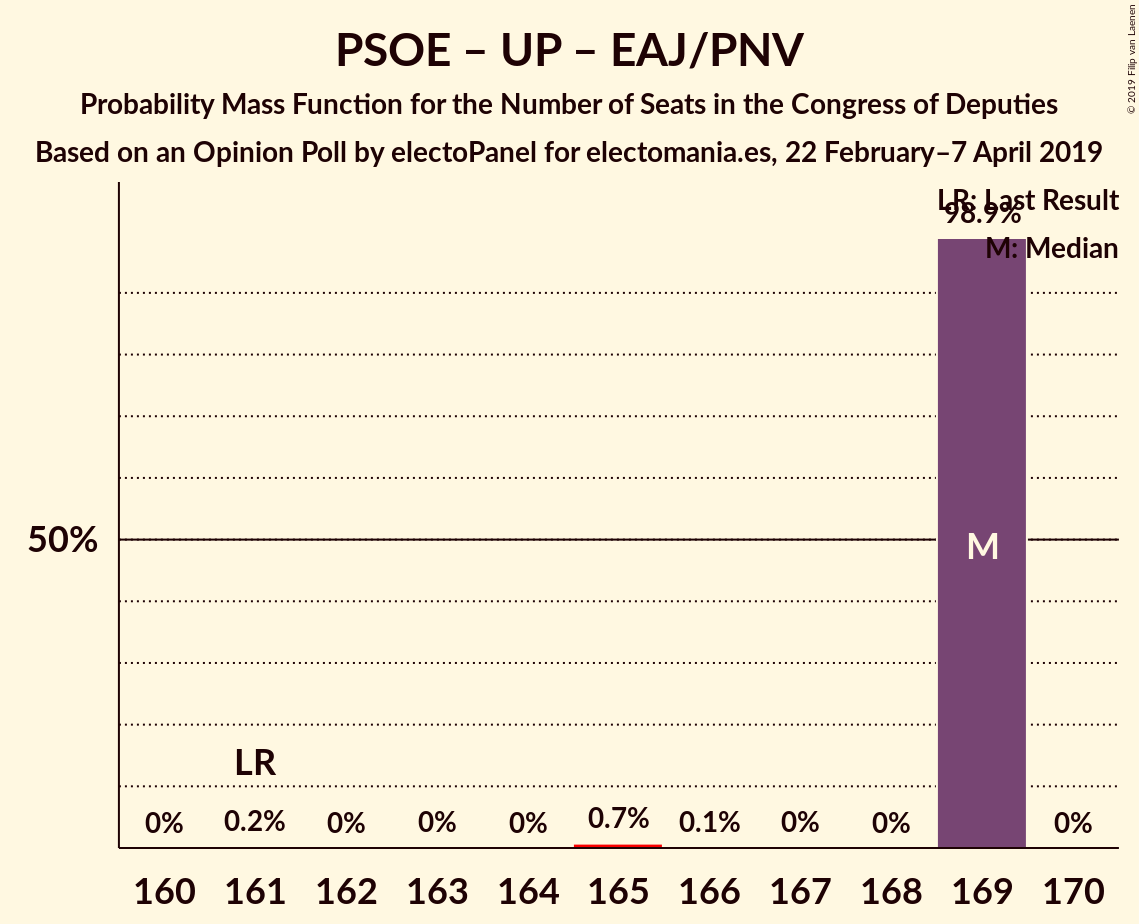 PSOE – UP – EAJ/PNV
Probability Mass Function for the Number of Seats in the Congress of Deputies
Based on an Opinion Poll by electoPanel for electomania.es, 22 February–7 April 2019
© 2019 Filip van Laenen
LR: Last Result
98.9%
M: Median
50%
M
LR
0% 0.2% 0% 0% 0% 0.7% 0.1% 0% 0% 0%
160 161 162 163 164 165 166 167 168 169 170